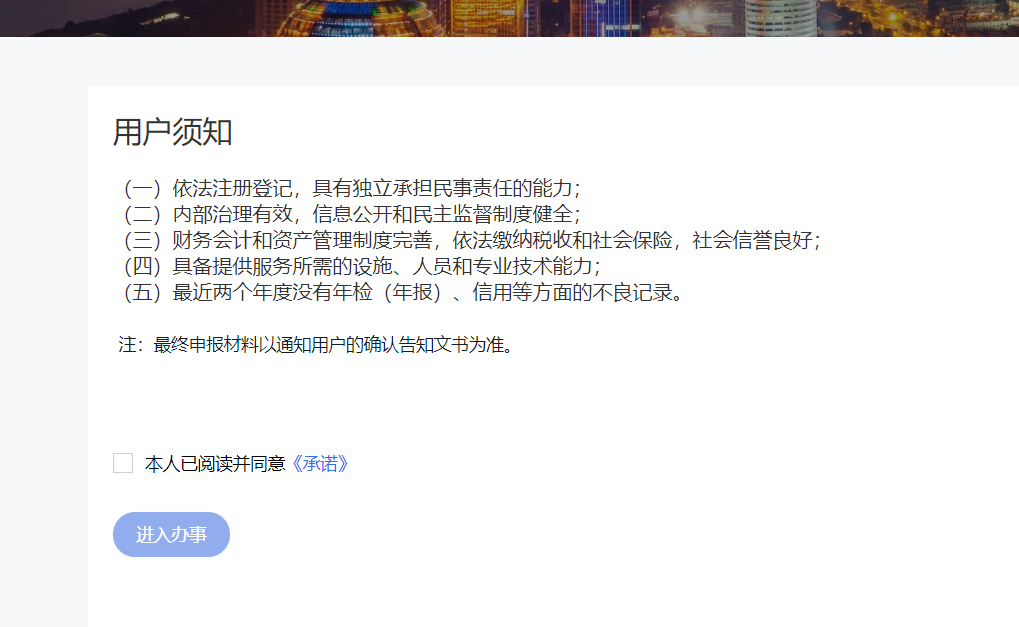 用户须知
（一）依法注册登记，具有独立承担民事责任的能力；
（二）内部治理有效，信息公开和民主监督制度健全；
（三）财务会计和资产管理制度完善，依法缴纳税收和社会保险，社会信誉良好；
（四）具备提供服务所需的设施、人员和专业技术能力；
（五）最近两个年度没有年检（年报）、信用等方面的不良记录。
注：最终申报材料以通知用户的确认告知文书为准。
本人已阅读并同意《承诺》
进入办事